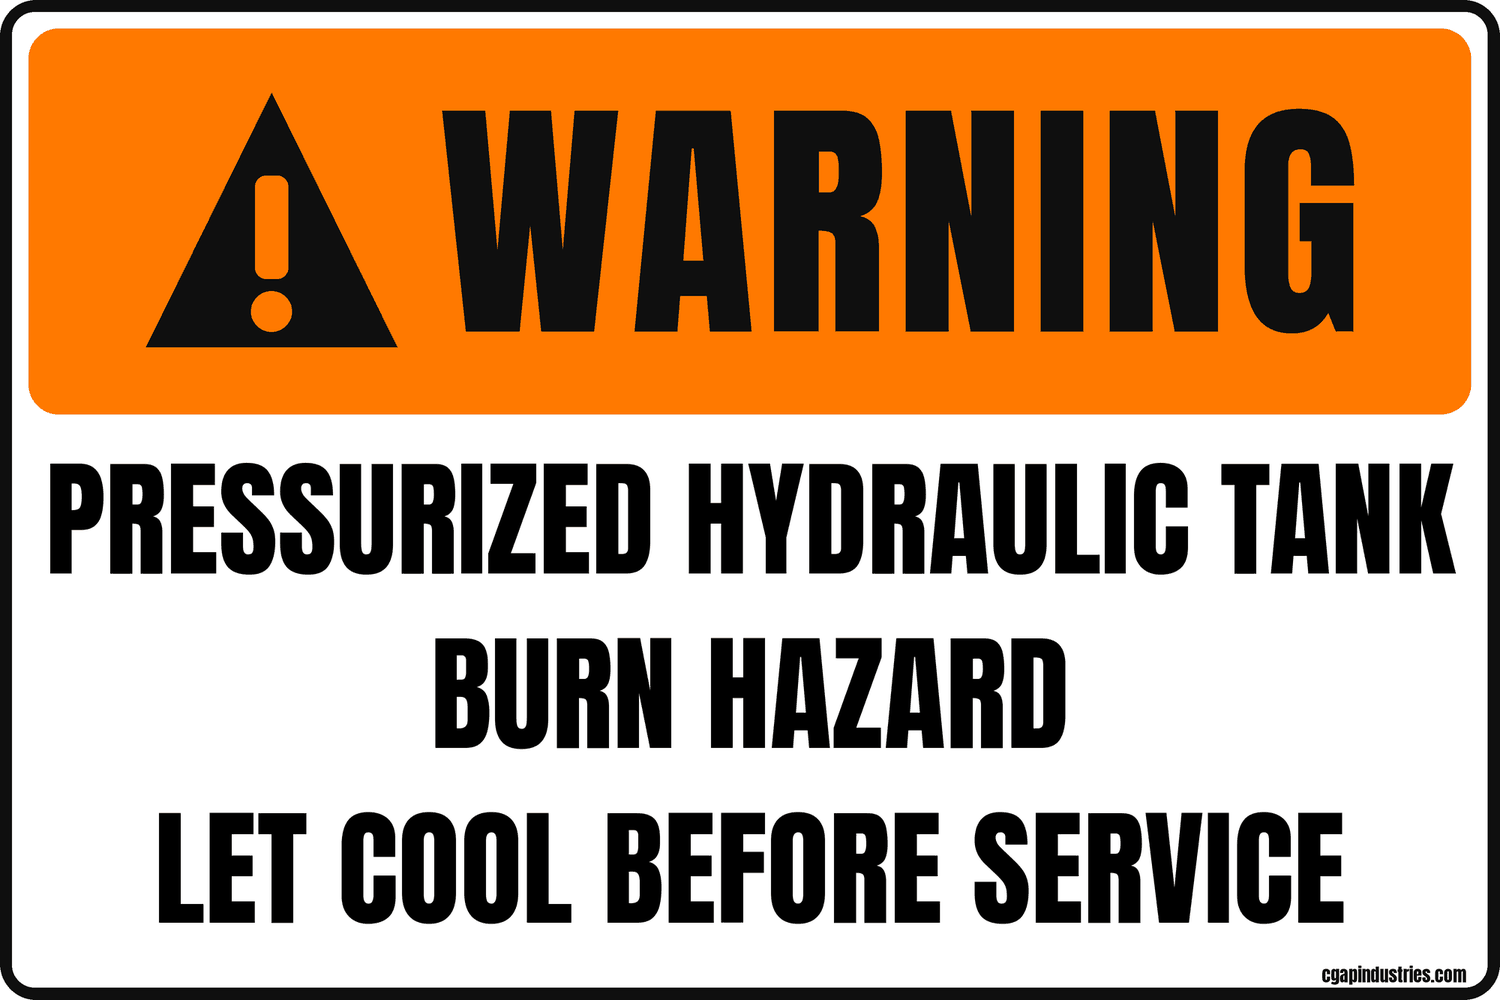 WARNING
PRESSURIZED HYDRAULIC TANK
BURN HAZARD
LET COOL BEFORE SERVICE
cgapindustries.com